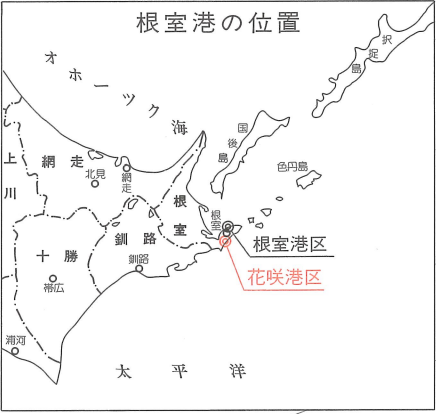 根室港の位置
オホーツク海
択捉島
国後島
色丹島
上川
網走
北見
網走
根室
根室
釧路
釧路
十勝
帯広
浦河
根室港区
花咲港区
太平洋